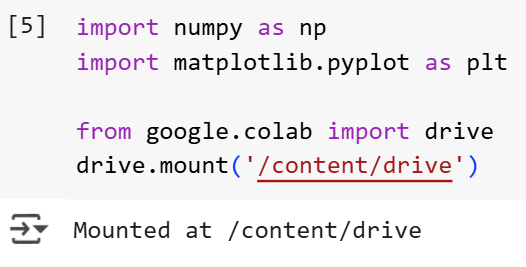 [5] import numpy as np
import matplotlib.pyplot as plt
from google.colab import drive
drive.mount('/content/drive')
Mounted at /content/drive